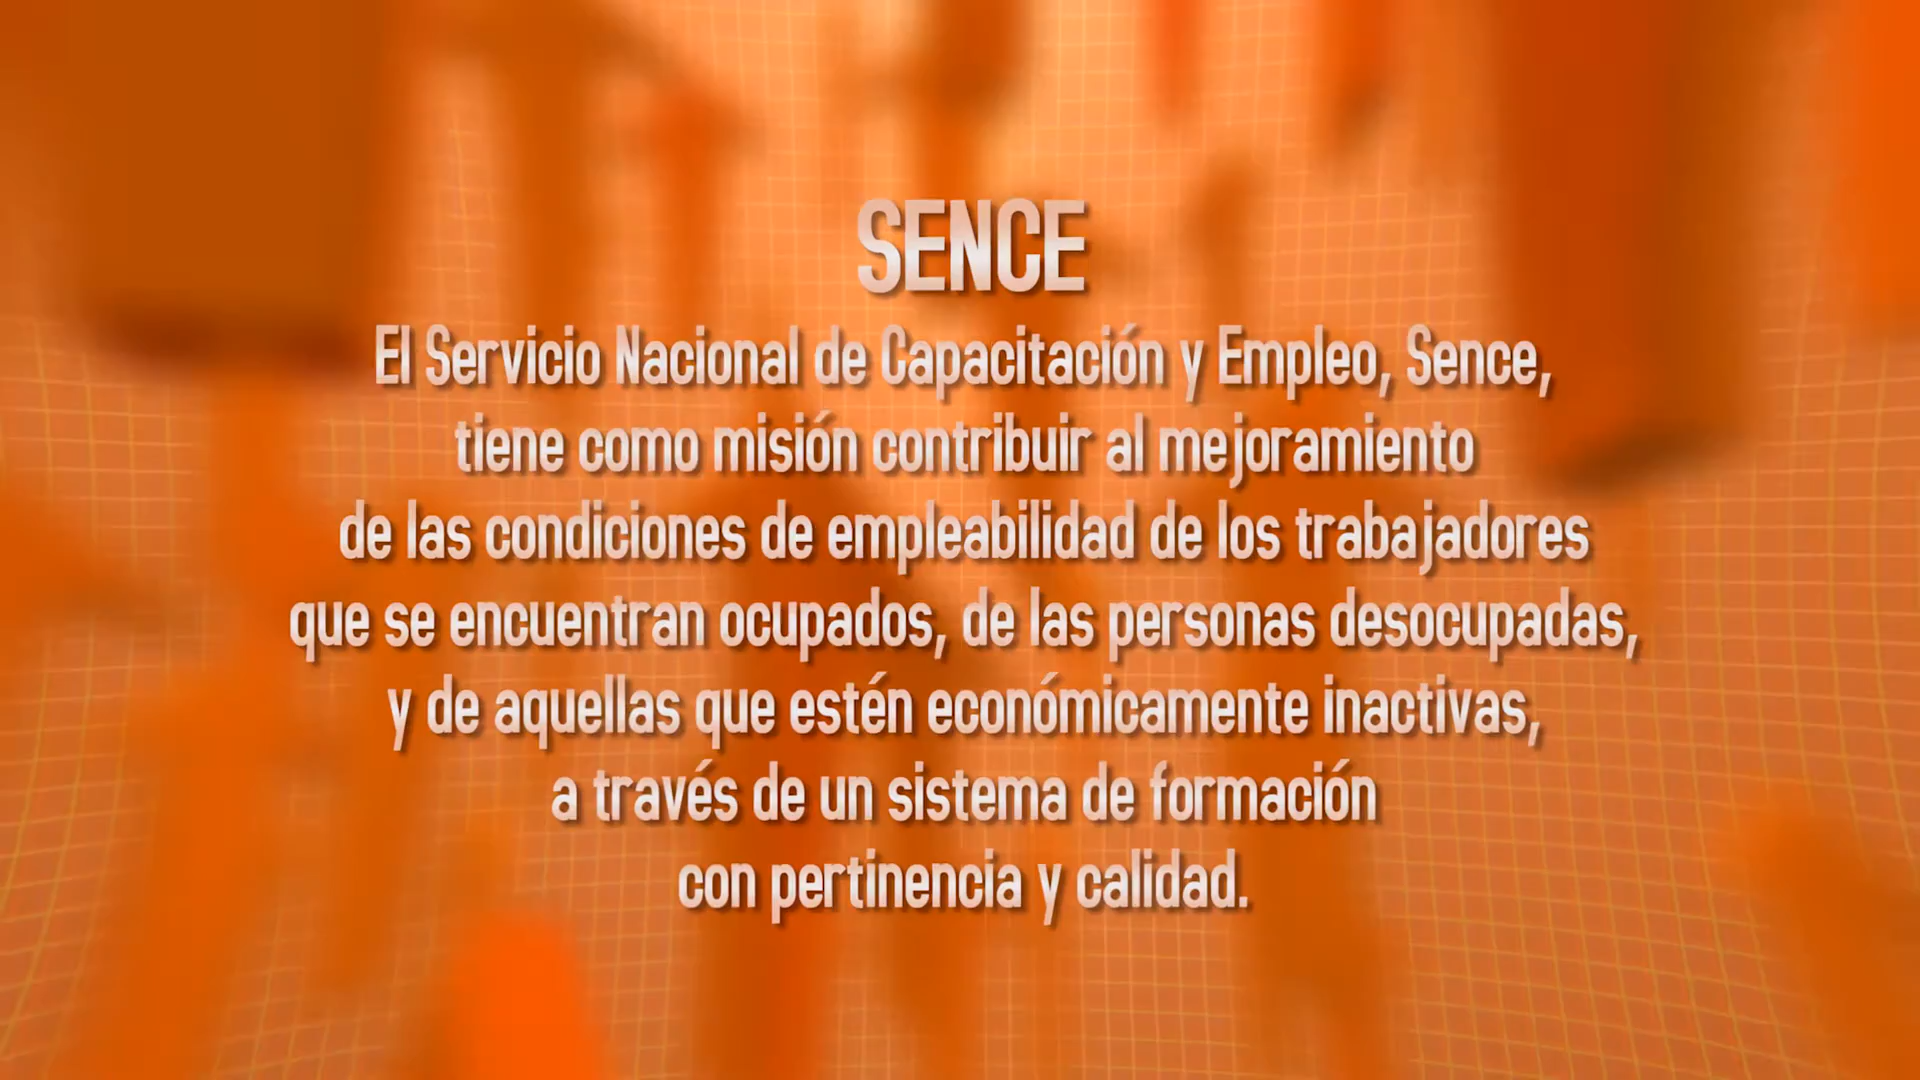 SENCE
El Servicio Nacional de Capacitación y Empleo, Sence,
tiene como misión contribuir al mejoramiento
de las condiciones de empleabilidad de los trabajadores
que se encuentran ocupados, de las personas desocupadas,
y de aquellas que estén económicamente inactivas,
a través de un sistema de formación
con pertinencia y calidad.